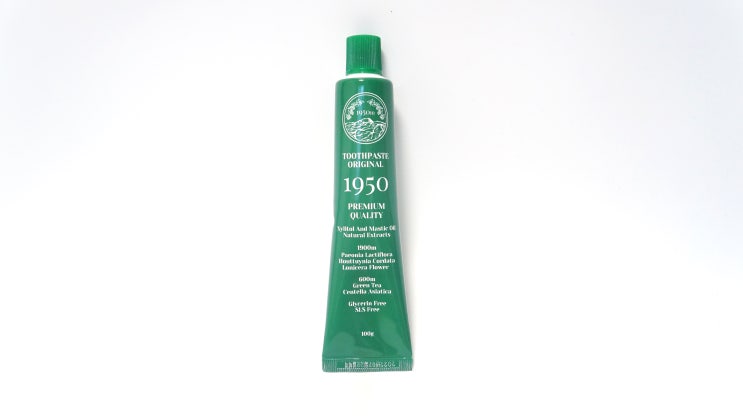 1950m
TOOTHPASTE
ORIGINAL
1950
PREMIUM
QUALITY
Xylitol And Mastic Oil
Natural Extracts
1900m
Paeonia Lactiflora
Houttuynia Cordata
Lonicera Flower
600m
Green Tea
Centella Asiatica
Glycerin Free
SLS Free
100g